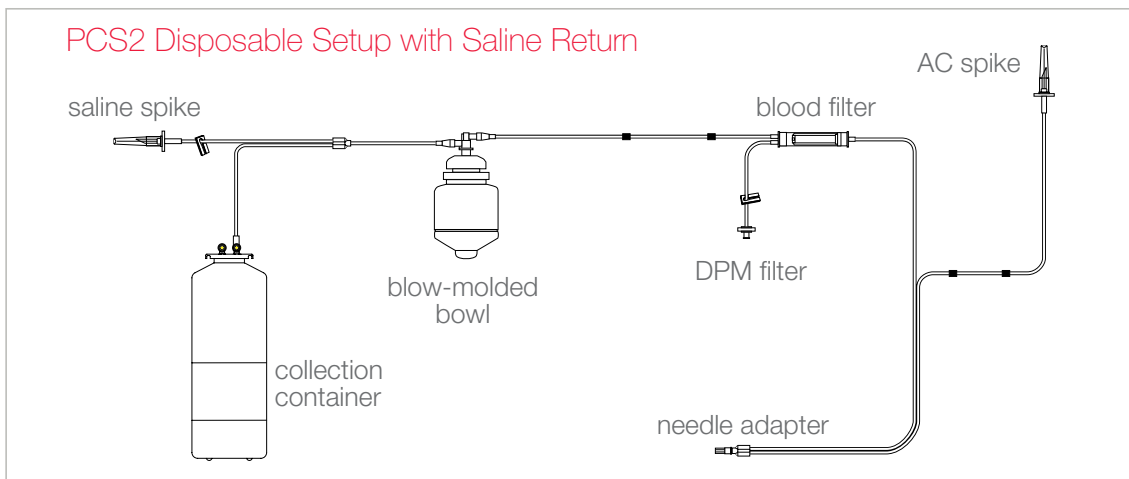 PCS2 Disposable Setup with Saline Return
AC spike
saline spike
blood filter
DPM filter
blow-molded
bowl
collection
container
needle adapter